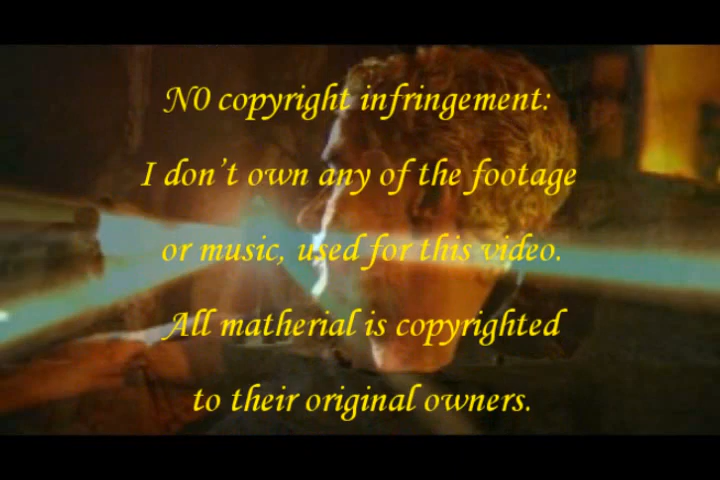 N0 copyright infringement:
I don't own any of the footage
or music, used for this video.
All matherial is copyrighted
to their original owners.